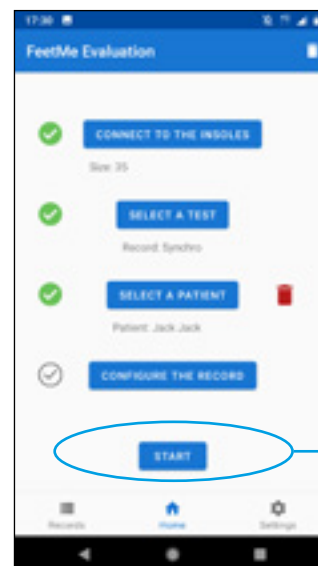 17:30
FeetMe Evaluation
CONNECT TO THE INSOLES
Size: 35
SELECT A TEST
Record: Synchro
SELECT A PATIENT
Patient: Jack Jack
CONFIGURE THE RECORD
START
Records Home Settings